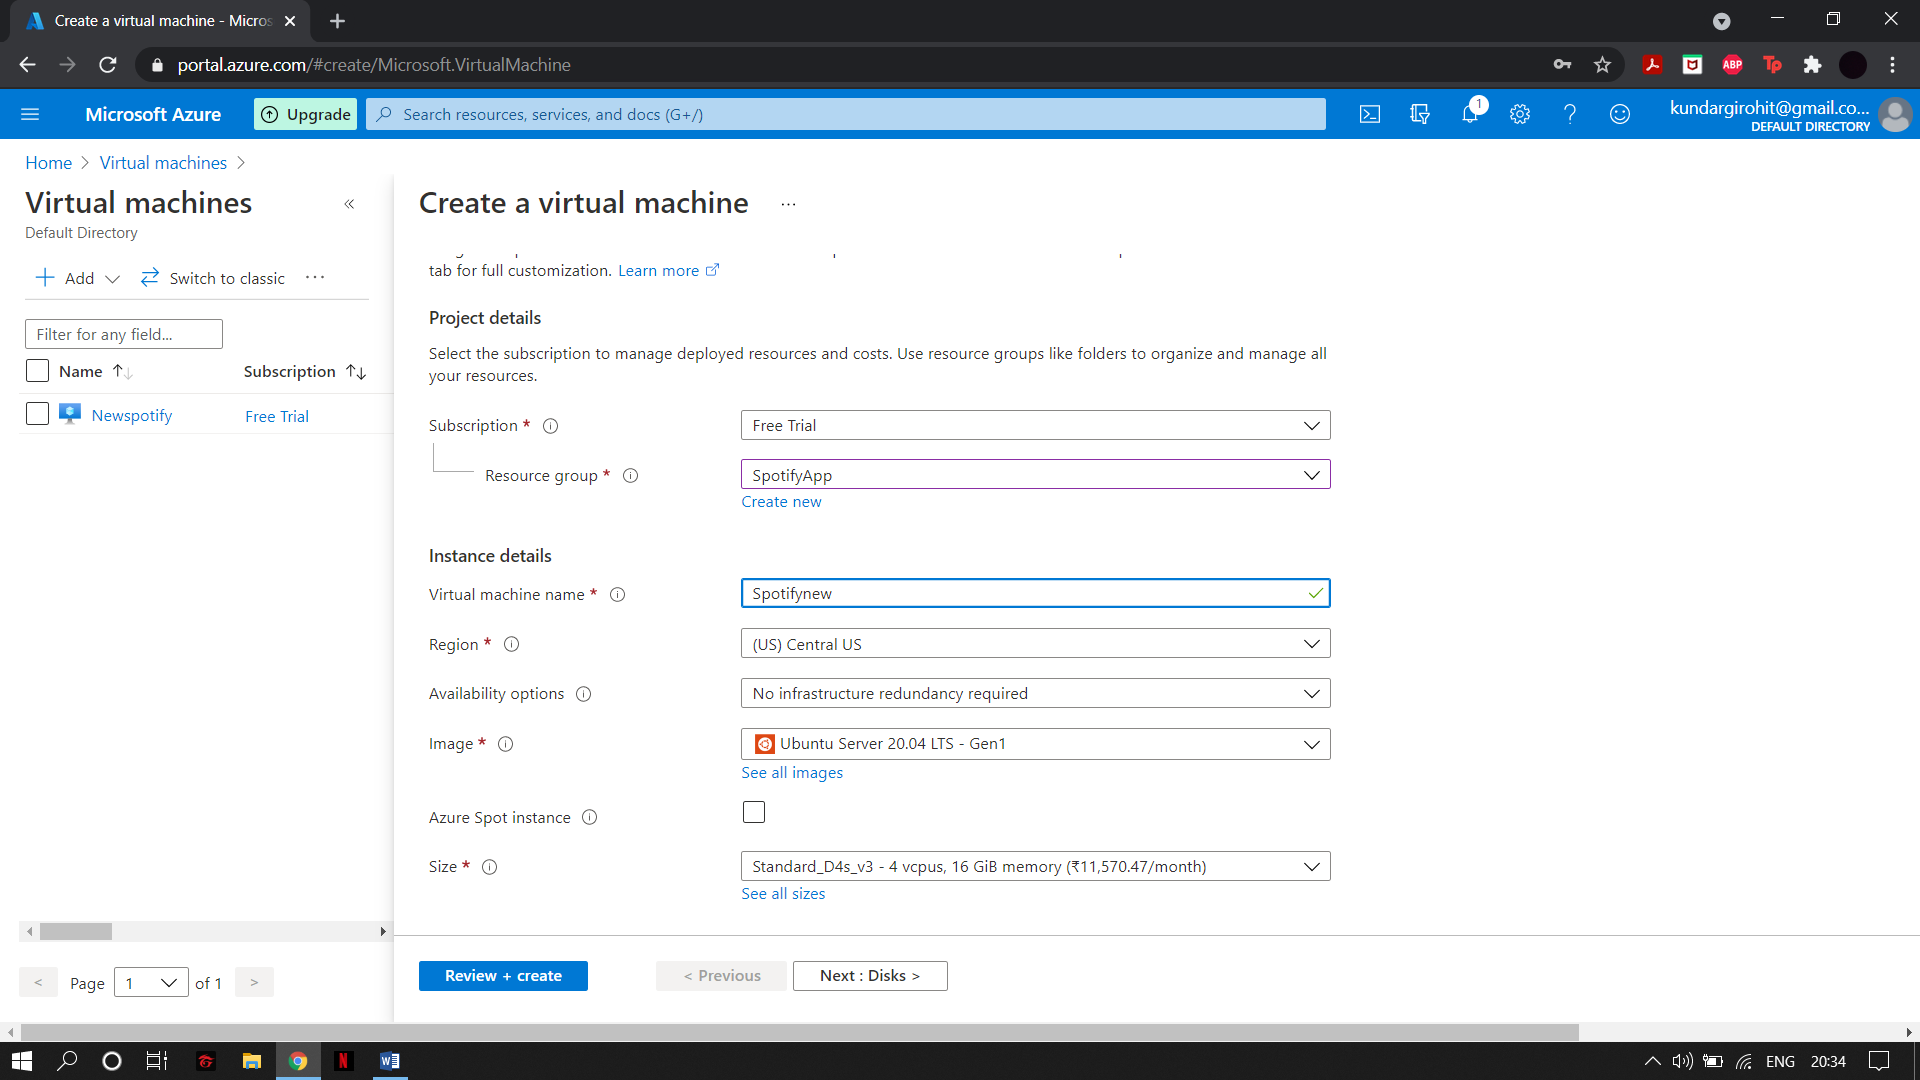 Create a virtual machine - Micros
portal.azure.com/#create/Microsoft.VirtualMachine
ABP
Tp
Microsoft Azure
Upgrade
Search resources, services, and docs (G+/)
1
kundargirohit@gmail.co...
DEFAULT DIRECTORY
Home > Virtual machines >
Virtual machines
«
Default Directory
Add
Switch to classic
...
Filter for any field...
Name
Subscription
Newspotify
Free Trial
< Page 1 of 1 >
Create a virtual machine
...
tab for full customization. Learn more
Project details
Select the subscription to manage deployed resources and costs. Use resource groups like folders to organize and manage all
your resources.
Subscription *
Free Trial
Resource group *
SpotifyApp
Create new
Instance details
Virtual machine name *
Spotifynew
Region *
(US) Central US
Availability options
No infrastructure redundancy required
Image *
Ubuntu Server 20.04 LTS - Gen1
See all images
Azure Spot instance
Size *
Standard_D4s_v3 - 4 vcpus, 16 GiB memory (₹11,570.47/month)
See all sizes
Review + create
< Previous
Next : Disks >
N
W
ENG
20:34